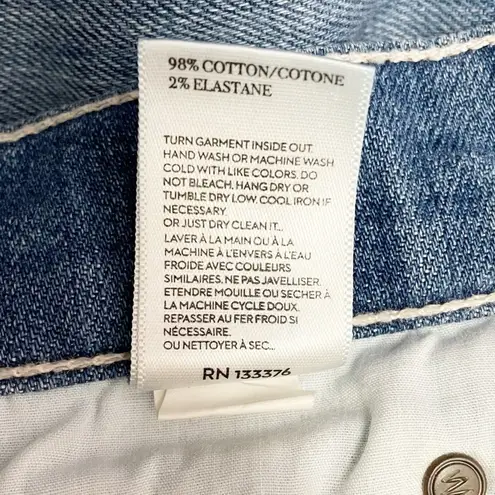 98% COTTON/COTONE
2% ELASTANE
TURN GARMENT INSIDE OUT
HAND WASH OR MACHINE WASH
COLD WITH LIKE COLORS. DO
NOT BLEACH. HANG DRY OR
TUMBLE DRY LOW. COOL IRON IF
NECESSARY.
OR JUST DRY CLEAN IT...
LAVER À LA MAIN OU À LA
MACHINE À L'ENVERS À L'EAU
FROIDE AVEC COULEURS
SIMILAIRES. NE PAS JAVELLISER.
ETENDRE MOUILLE OU SECHER À
LA MACHINE CYCLE DOUX.
REPASSER AU FER FROID SI
NÉCESSAIRE.
OU NETTOYER À SEC...
RN 133376